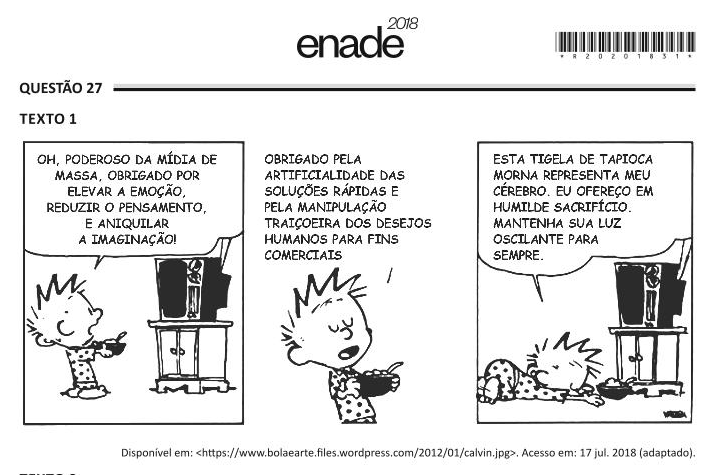 enade 2018
*R20201831*
QUESTÃO 27
TEXTO 1
OH, PODEROSO DA MÍDIA DE
MASSA, OBRIGADO POR
ELEVAR A EMOÇÃO,
REDUZIR O PENSAMENTO,
E ANIQUILAR
A IMAGINAÇÃO!
OBRIGADO PELA
ARTIFICIALIDADE DAS
SOLUÇÕES RÁPIDAS E
PELA MANIPULAÇÃO
TRAIÇOEIRA DOS DESEJOS
HUMANOS PARA FINS
COMERCIAIS
ESTA TIGELA DE TAPIOCA
MORNA REPRESENTA MEU
CÉREBRO. EU OFEREÇO EM
HUMILDE SACRIFÍCIO.
MANTENHA SUA LUZ
OSCILANTE PARA
SEMPRE.
Disponível em: <https://www.bolaearte.files.wordpress.com/2012/01/calvin.jpg>. Acesso em: 17 jul. 2018 (adaptado).